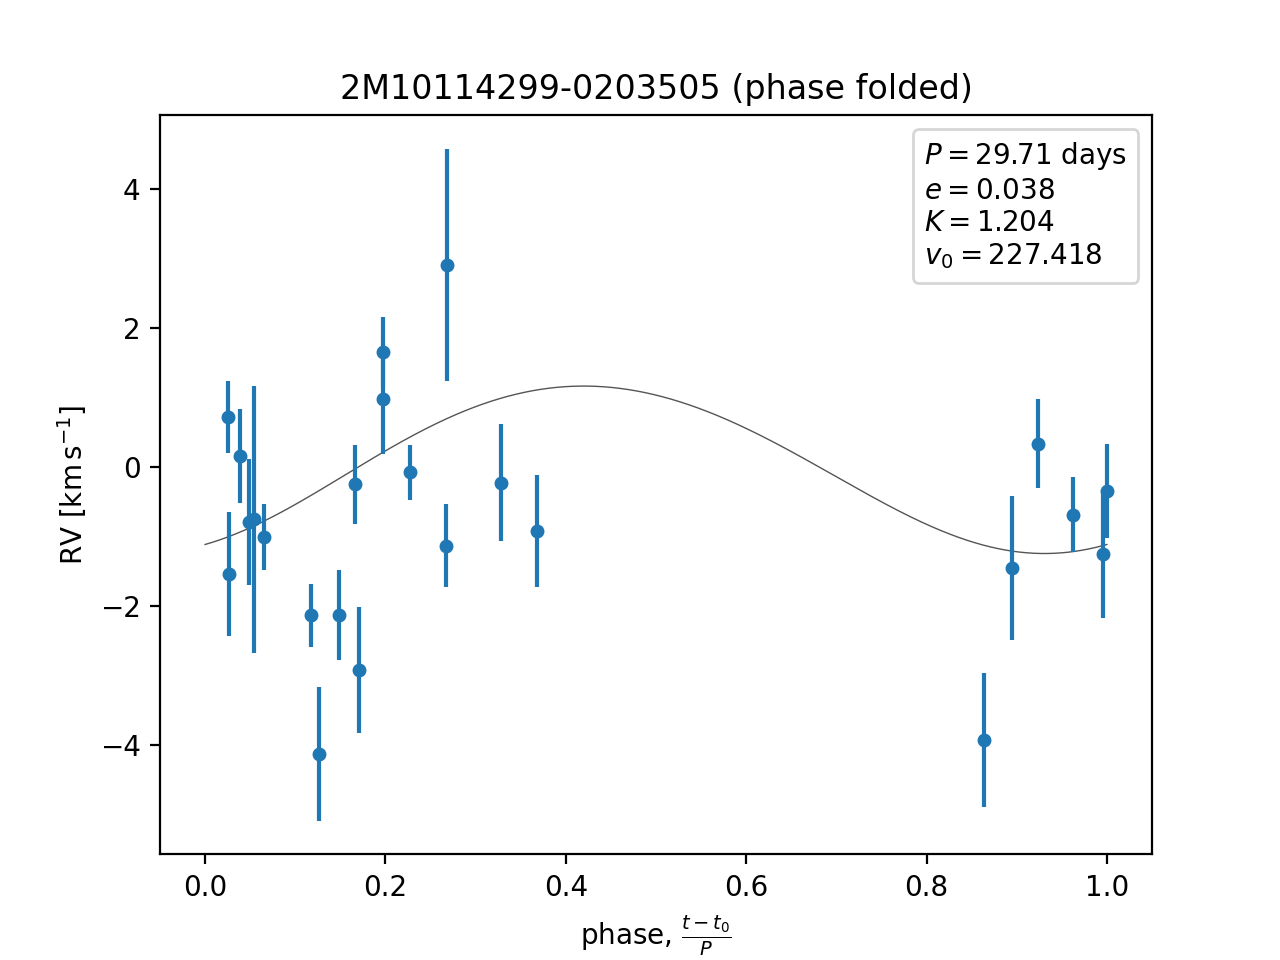 2M10114299-0203505 (phase folded)
P = 29.71 days
e = 0.038
K = 1.204
v₀ = 227.418
4
2
0
−2
−4
RV [km s⁻¹]
0.0 0.2 0.4 0.6 0.8 1.0
phase, (t − t₀)/P